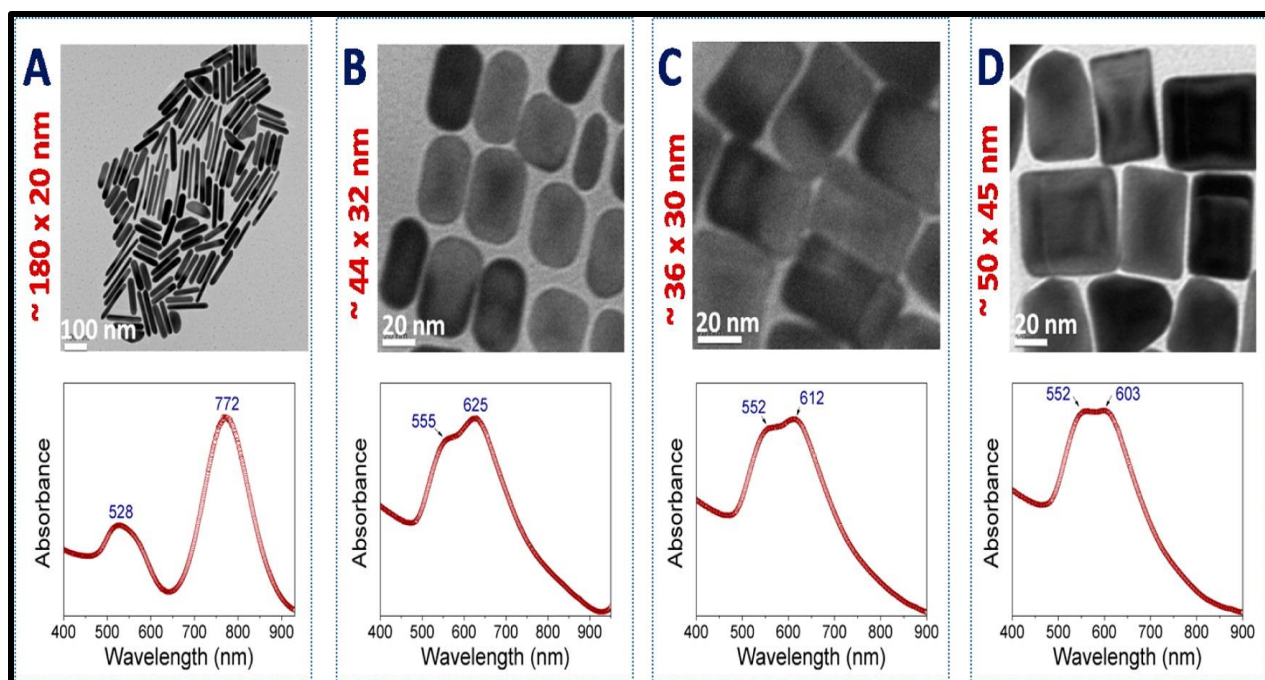 A
~ 180 x 20 nm
100 nm
528
772
Absorbance
400 500 600 700 800 900
Wavelength (nm)
B
~ 44 x 32 nm
20 nm
555
625
Absorbance
400 500 600 700 800 900
Wavelength (nm)
C
~ 36 x 30 nm
20 nm
552
612
Absorbance
400 500 600 700 800 900
Wavelength (nm)
D
~ 50 x 45 nm
20 nm
552
603
Absorbance
400 500 600 700 800 900
Wavelength (nm)